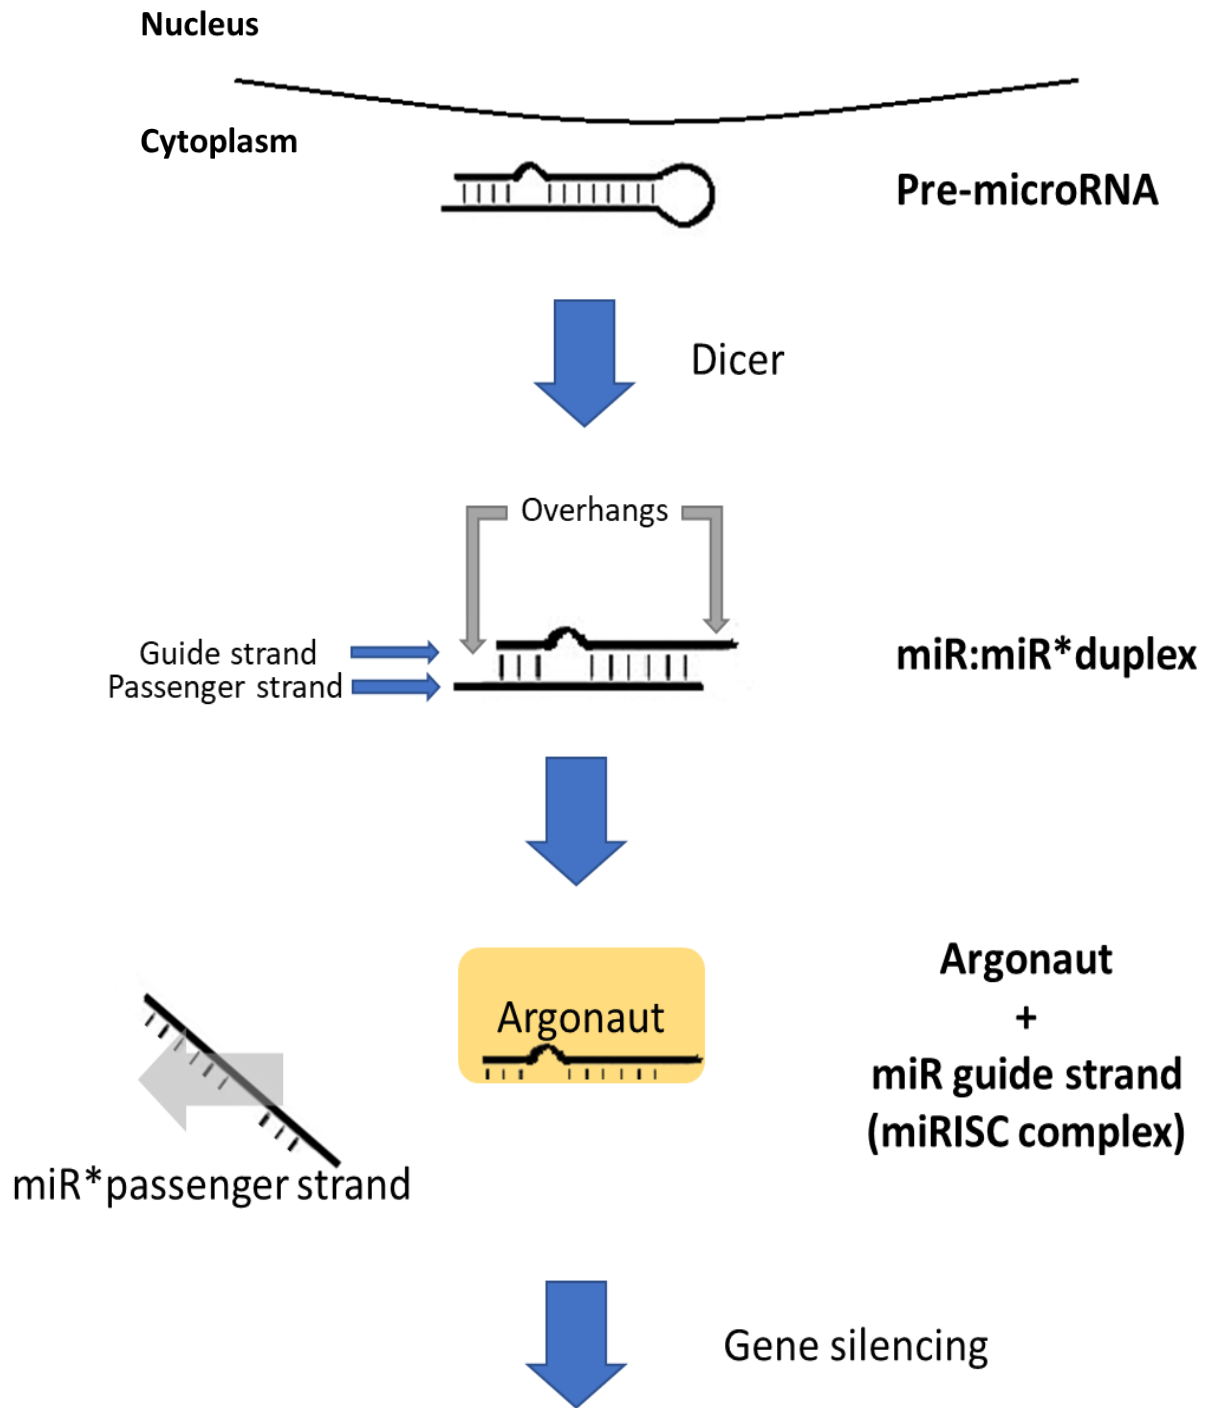 Nucleus
Cytoplasm
Pre-microRNA
Dicer
Overhangs
Guide strand
Passenger strand
miR:miR*duplex
Argonaut
Argonaut
+
miR guide strand
(miRISC complex)
miR*passenger strand
Gene silencing